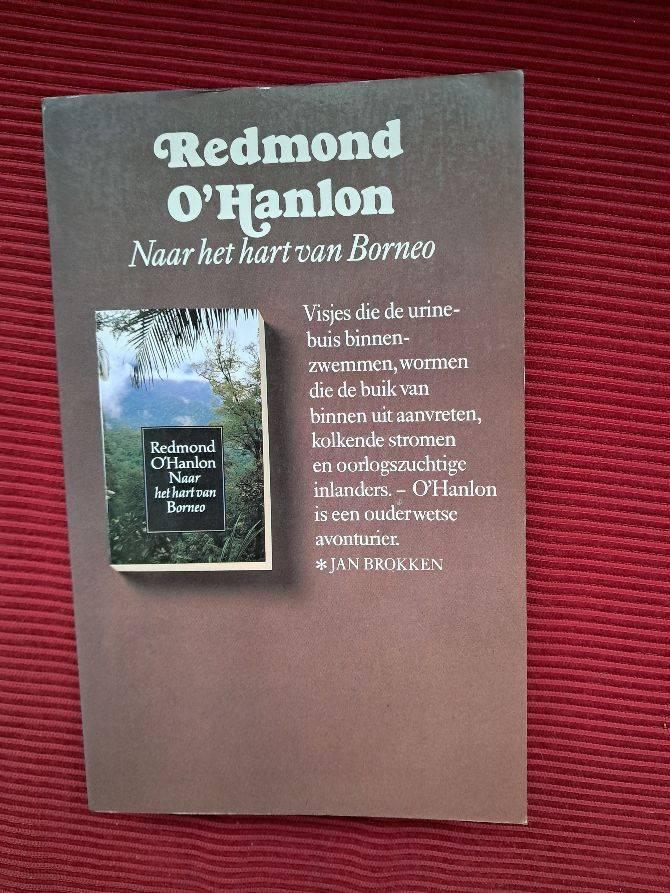 Redmond
O'Hanlon
Naar het hart van Borneo
Visjes die de urine-
buis binnen-
zwemmen, wormen
die de buik van
binnen uit aanvreten,
kolkende stromen
en oorlogszuchtige
inlanders. – O'Hanlon
is een ouderwetse
avonturier.
* JAN BROKKEN
Redmond
O'Hanlon
Naar
het hart van
Borneo